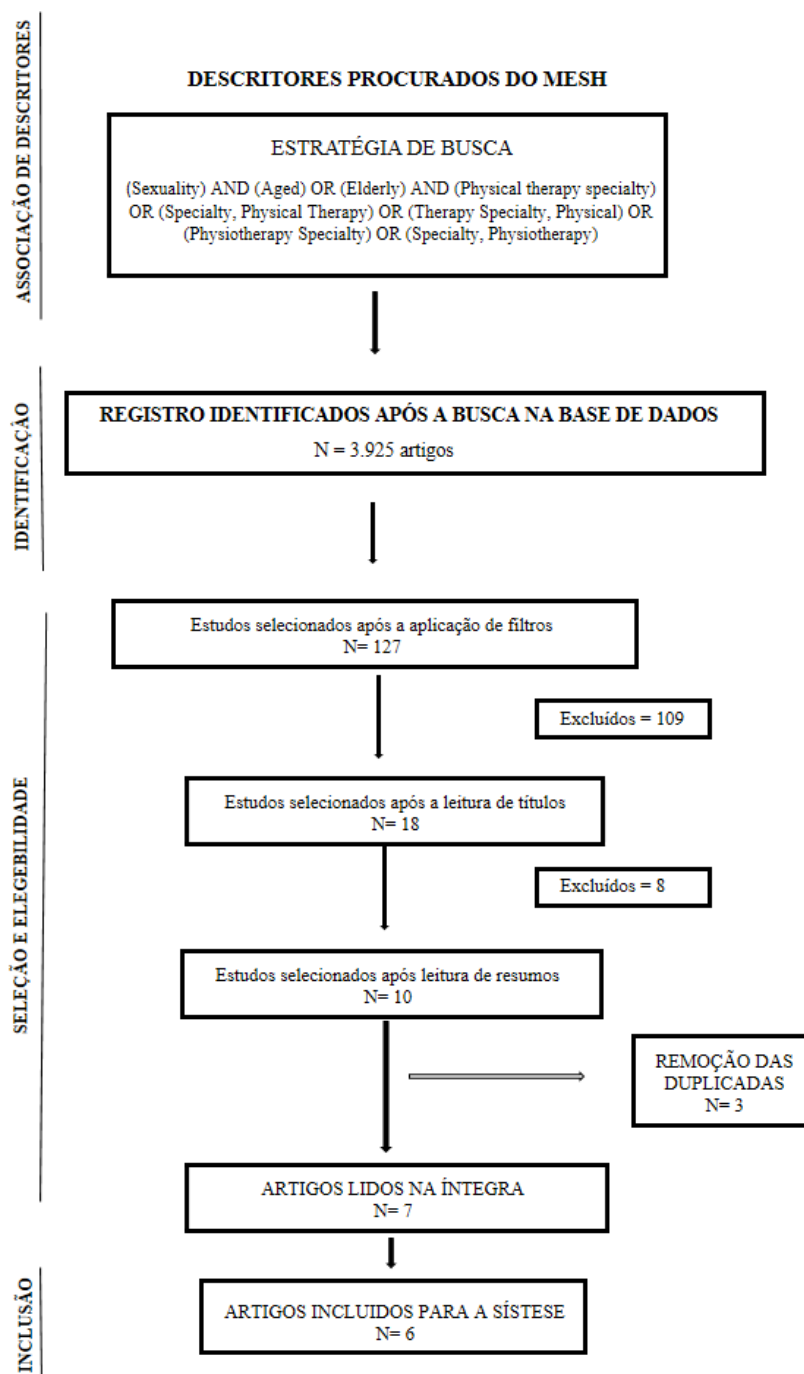 ASSOCIAÇÃO DE DESCRITORES
DESCRITORES PROCURADOS DO MESH
ESTRATÉGIA DE BUSCA
(Sexuality) AND (Aged) OR (Elderly) AND (Physical therapy specialty)
OR (Specialty, Physical Therapy) OR (Therapy Specialty, Physical) OR
(Physiotherapy Specialty) OR (Specialty, Physiotherapy)
IDENTIFICAÇÃO
REGISTRO IDENTIFICADOS APÓS A BUSCA NA BASE DE DADOS
N = 3.925 artigos
SELEÇÃO E ELEGEBILIDADE
Estudos selecionados após a aplicação de filtros
N= 127
Excluídos = 109
Estudos selecionados após a leitura de títulos
N= 18
Excluídos = 8
Estudos selecionados após leitura de resumos
N= 10
REMOÇÃO DAS
DUPLICADAS
N= 3
ARTIGOS LIDOS NA ÍNTEGRA
N= 7
INCLUSÃO
ARTIGOS INCLUIDOS PARA A SÍSTESE
N= 6